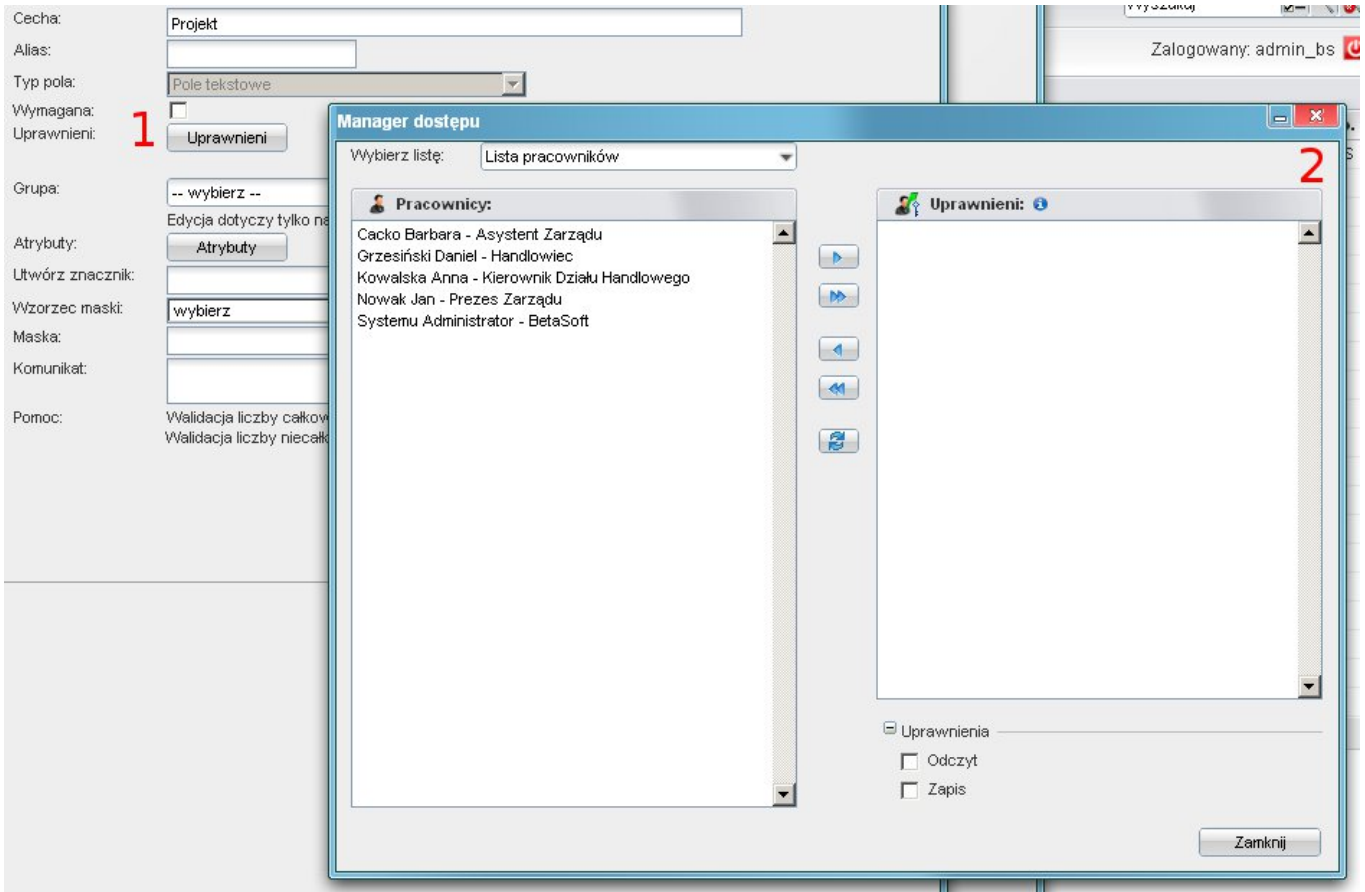 Cecha:
Projekt
Alias:
Typ pola:
Pole tekstowe
Wymagana:
1
Uprawnieni:
Uprawnieni
Grupa:
-- wybierz --
Edycja dotyczy tylko
Atrybuty:
Atrybuty
Utwórz znacznik:
Wzorzec maski:
wybierz
Maska:
Komunikat:
Pomoc:
Walidacja liczby
Walidacja liczby
Wyszukaj
Zalogowany: admin_bs
Manager dostępu
Wybierz listę:
Lista pracowników
2
Pracownicy:
Cacko Barbara - Asystent Zarządu
Grzesiński Daniel - Handlowiec
Kowalska Anna - Kierownik Działu Handlowego
Nowak Jan - Prezes Zarządu
Systemu Administrator - BetaSoft
Uprawnieni:
Uprawnienia
Odczyt
Zapis
Zamknij